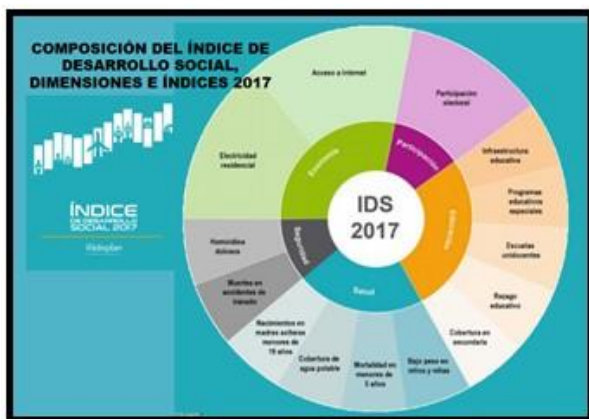 COMPOSICIÓN DEL ÍNDICE DE
DESARROLLO SOCIAL,
DIMENSIONES E ÍNDICES 2017
ÍNDICE
DE DESARROLLO
SOCIAL 2017
Mideplan
IDS
2017
Economía
Participación
Educación
Salud
Seguridad
Acceso a internet
Participación
electoral
Infraestructura
educativa
Programas
educativos
especiales
Escuelas
unidocentes
Rezago
educativo
Cobertura en
secundaria
Bajo peso en
niños y niñas
Mortalidad en
menores de
5 años
Cobertura de
agua potable
Nacimientos en
madres solteras
menores de
19 años
Muertes en
accidentes de
tránsito
Homicidios
dolosos
Electricidad
residencial